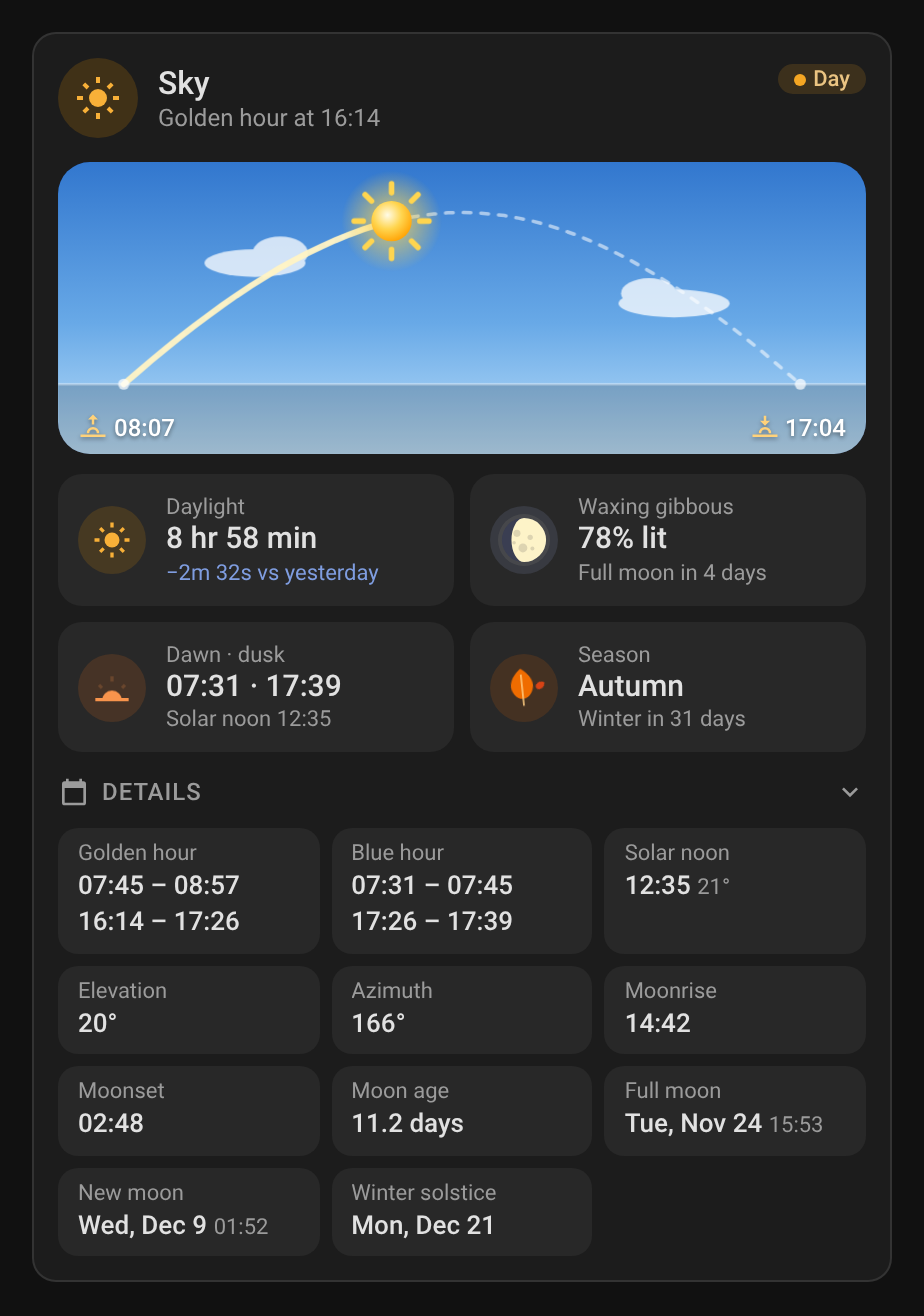 Sky
Golden hour at 16:14
Day
08:07
17:04
Daylight
8 hr 58 min
−2m 32s vs yesterday
Waxing gibbous
78% lit
Full moon in 4 days
Dawn · dusk
07:31 · 17:39
Solar noon 12:35
Season
Autumn
Winter in 31 days
DETAILS
Golden hour
07:45 – 08:57
16:14 – 17:26
Blue hour
07:31 – 07:45
17:26 – 17:39
Solar noon
12:35 21°
Elevation
20°
Azimuth
166°
Moonrise
14:42
Moonset
02:48
Moon age
11.2 days
Full moon
Tue, Nov 24 15:53
New moon
Wed, Dec 9 01:52
Winter solstice
Mon, Dec 21